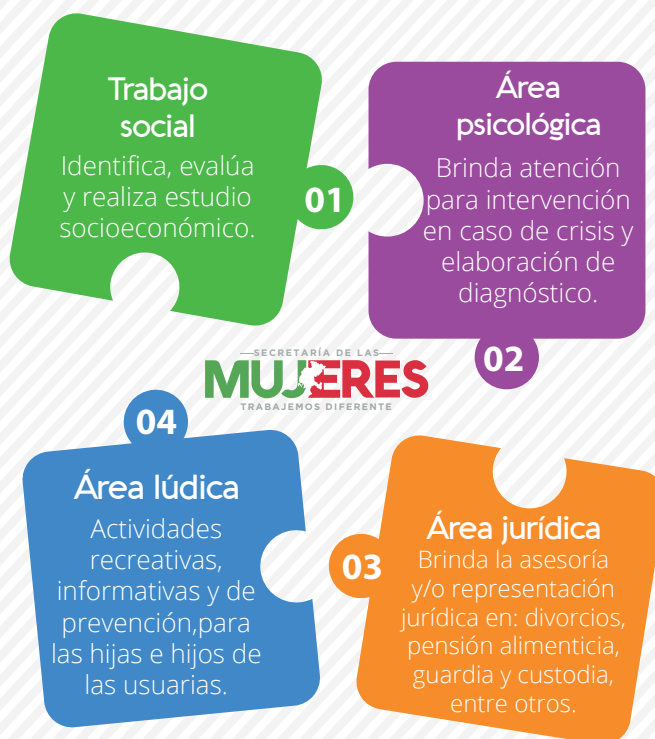 Trabajo
social
Identifica, evalúa
y realiza estudio
socioeconómico.
01
Área
psicológica
Brinda atención
para intervención
en caso de crisis y
elaboración de
diagnóstico.
02
SECRETARÍA DE LAS
MUJERES
TRABAJEMOS DIFERENTE
04
Área lúdica
Actividades
recreativas,
informativas y de
prevención,para
las hijas e hijos de
las usuarias.
03
Área jurídica
Brinda la asesoría
y/o representación
jurídica en: divorcios,
pensión alimenticia,
guardia y custodia,
entre otros.